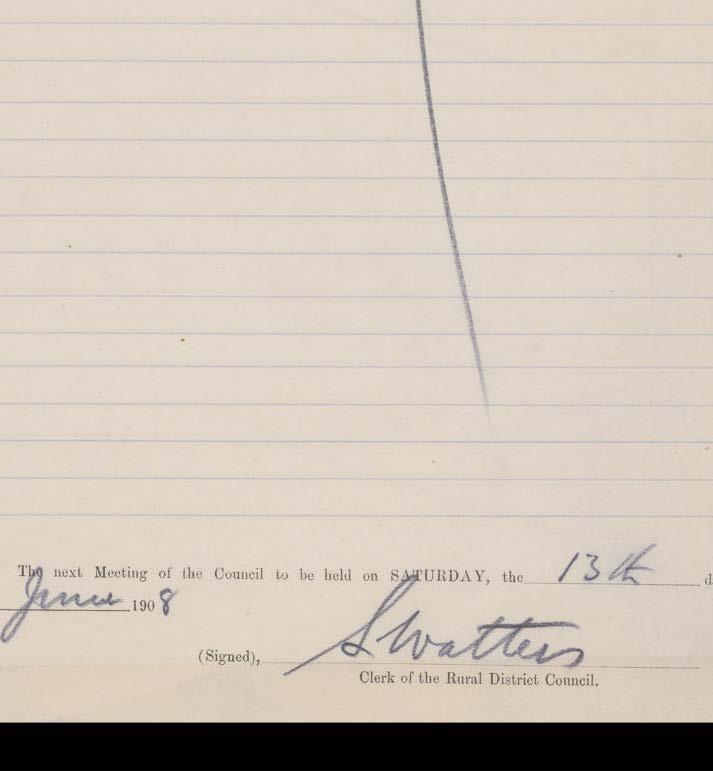 The next Meeting of the Council to be held on SATURDAY, the 13th d
June 1908
(Signed), S Watters
Clerk of the Rural District Council.